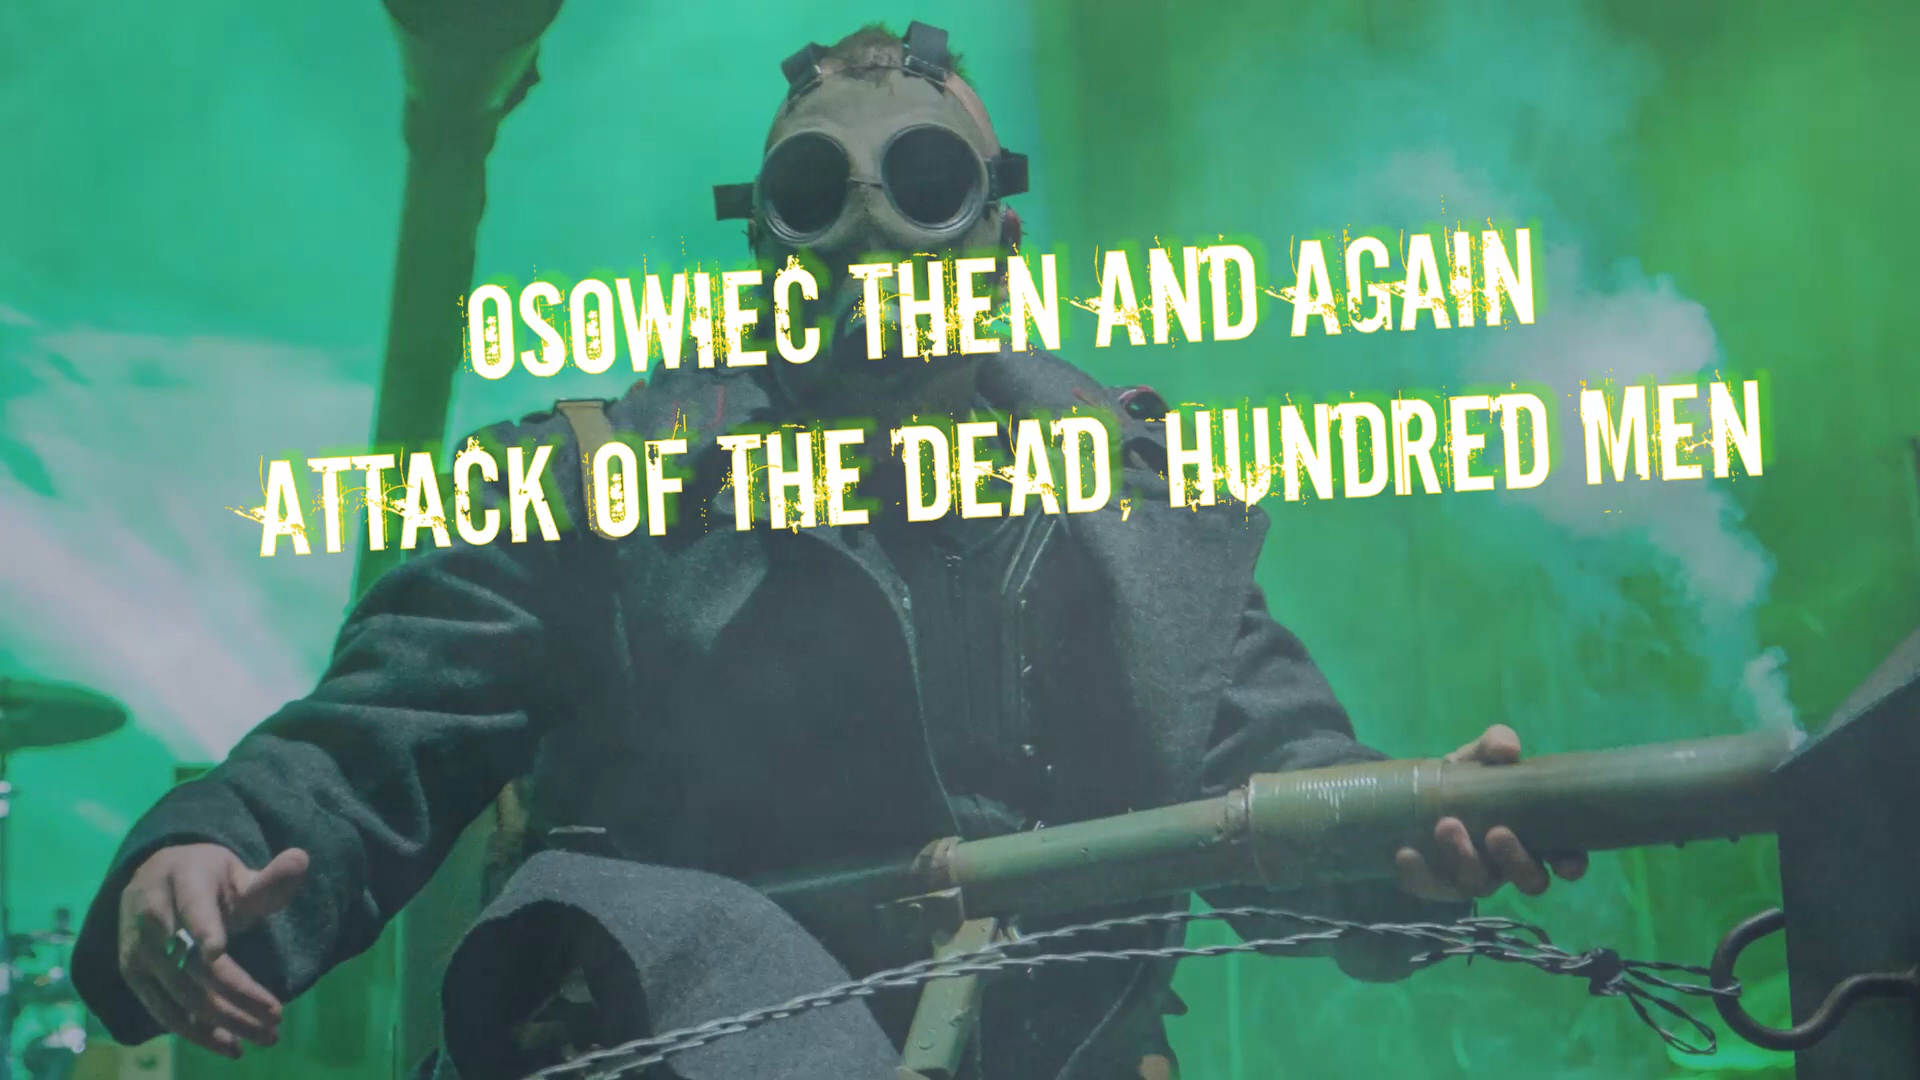 OSOWIEC THEN AND AGAIN
ATTACK OF THE DEAD, HUNDRED MEN